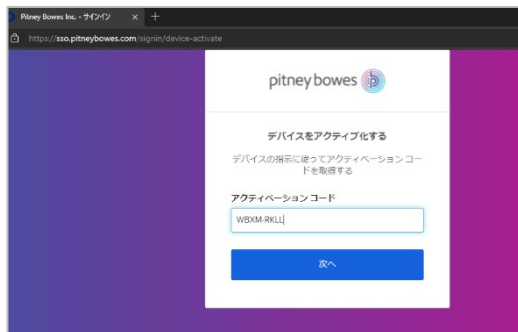 Pitney Bowes Inc. - サインイン
https://sso.pitneybowes.com/signin/device-activate
pitney bowes
デバイスをアクティブ化する
デバイスの指示に従ってアクティベーション コー
ドを取得する
アクティベーション コード
WBXM-RKLL
次へ